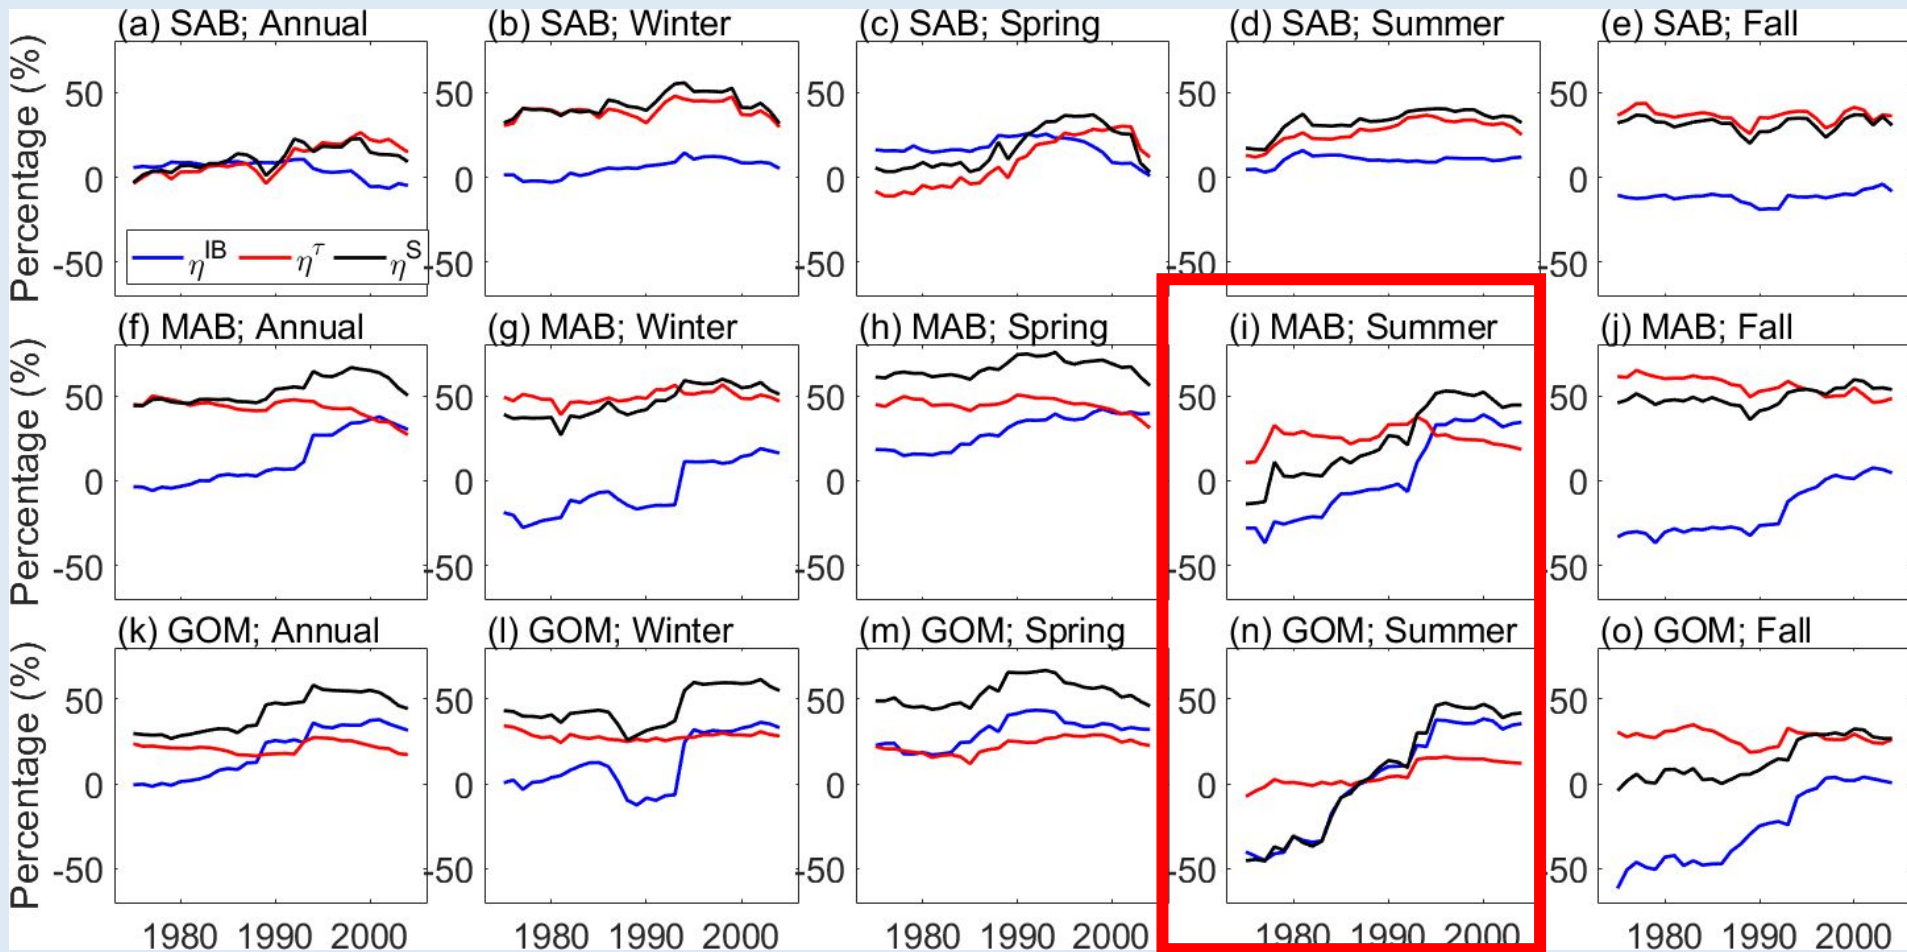 (a) SAB; Annual (b) SAB; Winter (c) SAB; Spring (d) SAB; Summer (e) SAB; Fall
Percentage (%)
50 50 50 50 50
0 0 0 0 0
-50 -50 -50 -50 -50
η^IB η^τ η^S
(f) MAB; Annual (g) MAB; Winter (h) MAB; Spring (i) MAB; Summer (j) MAB; Fall
Percentage (%)
50 50 50 50 50
0 0 0 0 0
-50 -50 -50 -50 -50
(k) GOM; Annual (l) GOM; Winter (m) GOM; Spring (n) GOM; Summer (o) GOM; Fall
Percentage (%)
50 50 50 50 50
0 0 0 0 0
-50 -50 -50 -50 -50
1980 1990 2000 1980 1990 2000 1980 1990 2000 1980 1990 2000 1980 1990 2000